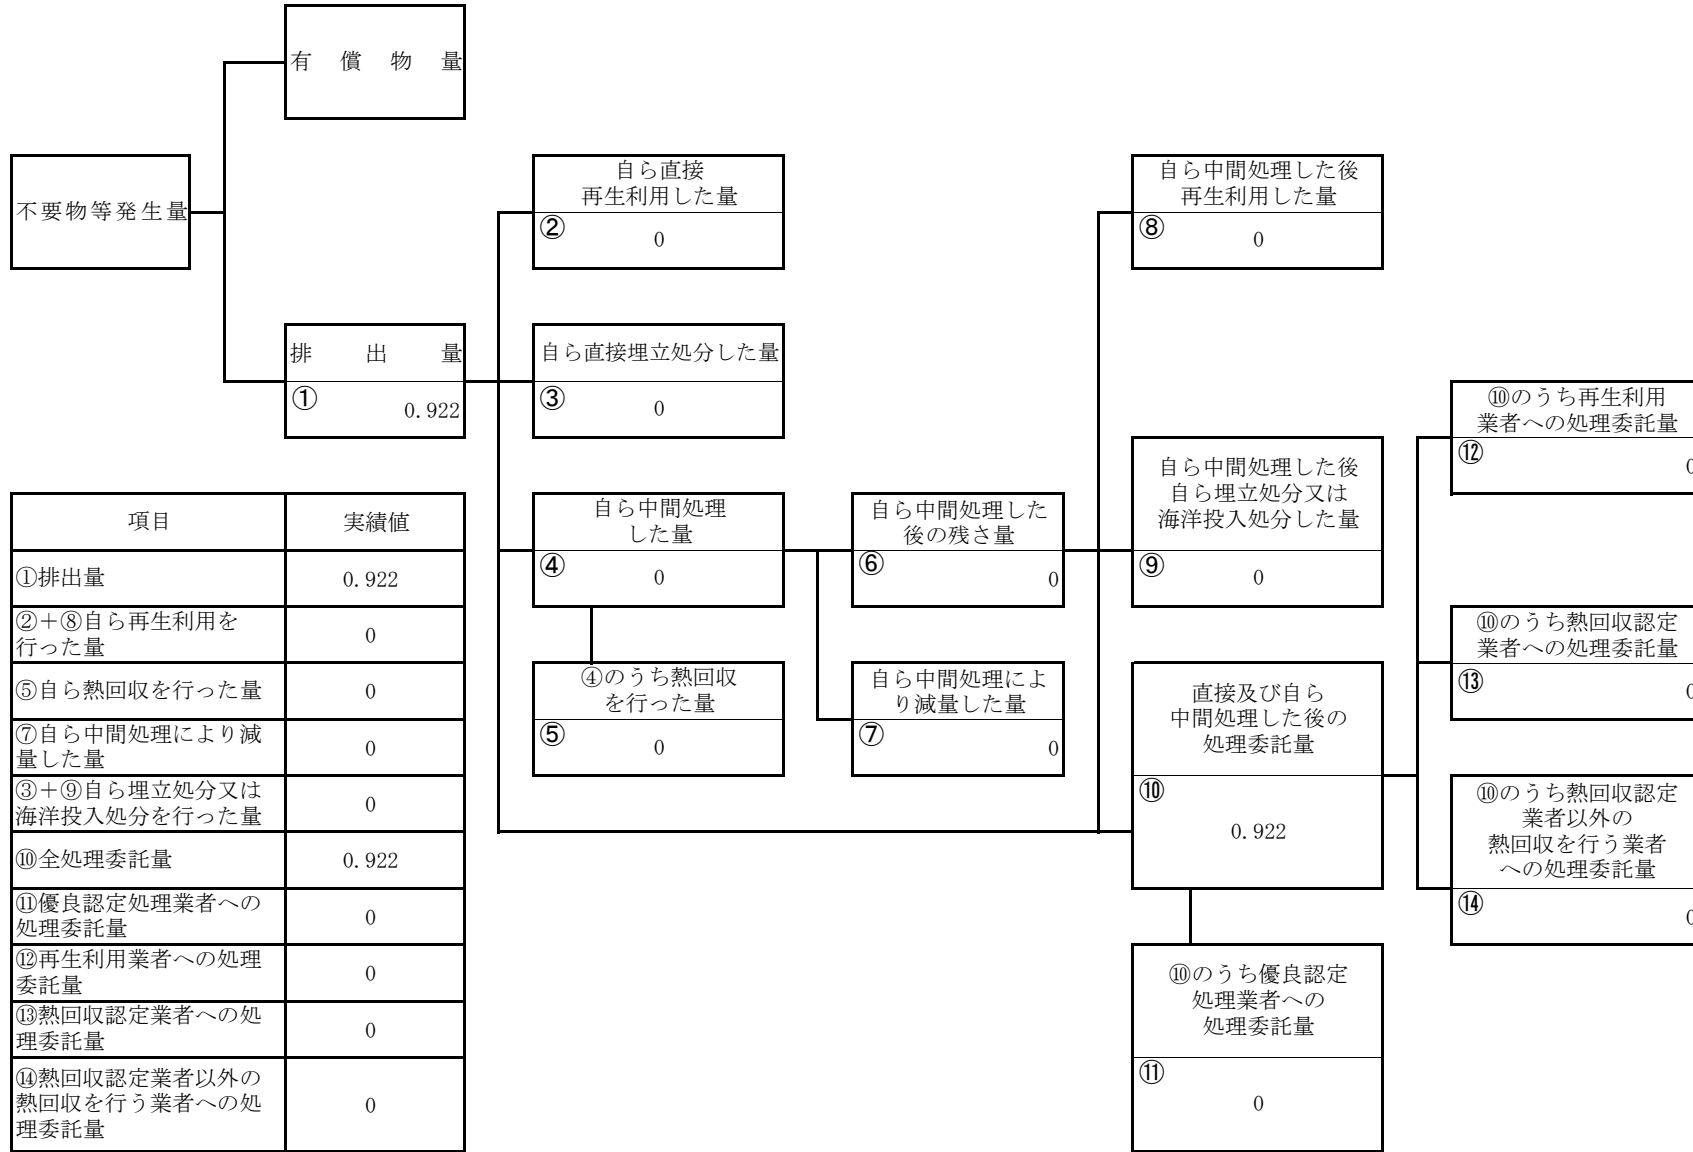 有償物量
不要物等発生量
排出量
①
0.922
自ら直接
再生利用した量
②
0
自ら直接埋立処分した量
③
0
自ら中間処理
した量
④
0
④のうち熱回収
を行った量
⑤
0
自ら中間処理した
後の残さ量
⑥
0
自ら中間処理によ
り減量した量
⑦
0
自ら中間処理した後
再生利用した量
⑧
0
自ら中間処理した後
自ら埋立処分又は
海洋投入処分した量
⑨
0
直接及び自ら
中間処理した後の
処理委託量
⑩
0.922
⑩のうち優良認定
処理業者への
処理委託量
⑪
0
⑩のうち再生利用
業者への処理委託量
⑫
0
⑩のうち熱回収認定
業者への処理委託量
⑬
0
⑩のうち熱回収認定
業者以外の
熱回収を行う業者
への処理委託量
⑭
0
項目 実績値
①排出量 0.922
②+⑧自ら再生利用を
行った量 0
⑤自ら熱回収を行った量 0
⑦自ら中間処理により減
量した量 0
③+⑨自ら埋立処分又は
海洋投入処分を行った量 0
⑩全処理委託量 0.922
⑪優良認定処理業者への
処理委託量 0
⑫再生利用業者への処理
委託量 0
⑬熱回収認定業者への処
理委託量 0
⑭熱回収認定業者以外の
熱回収を行う業者への処
理委託量 0